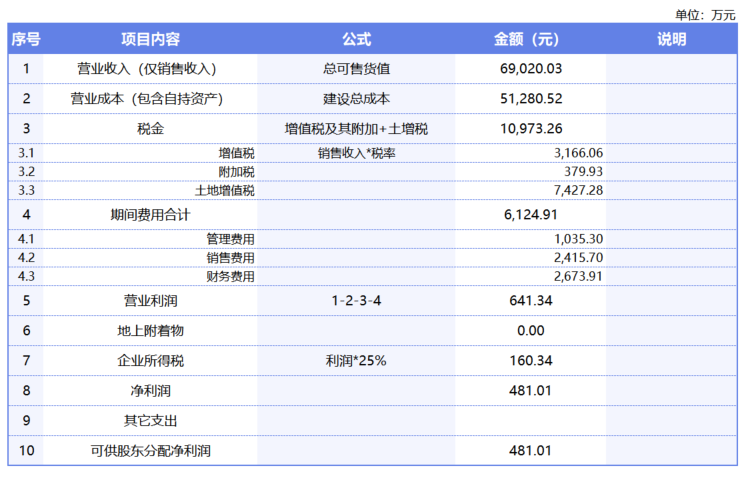 单位：万元
序号 项目内容 公式 金额（元） 说明
1 营业收入（仅销售收入） 总可售货值 69,020.03
2 营业成本（包含自持资产） 建设总成本 51,280.52
3 税金 增值税及其附加+土增税 10,973.26
3.1 增值税 销售收入*税率 3,166.06
3.2 附加税 379.93
3.3 土地增值税 7,427.28
4 期间费用合计 6,124.91
4.1 管理费用 1,035.30
4.2 销售费用 2,415.70
4.3 财务费用 2,673.91
5 营业利润 1-2-3-4 641.34
6 地上附着物 0.00
7 企业所得税 利润*25% 160.34
8 净利润 481.01
9 其它支出
10 可供股东分配净利润 481.01